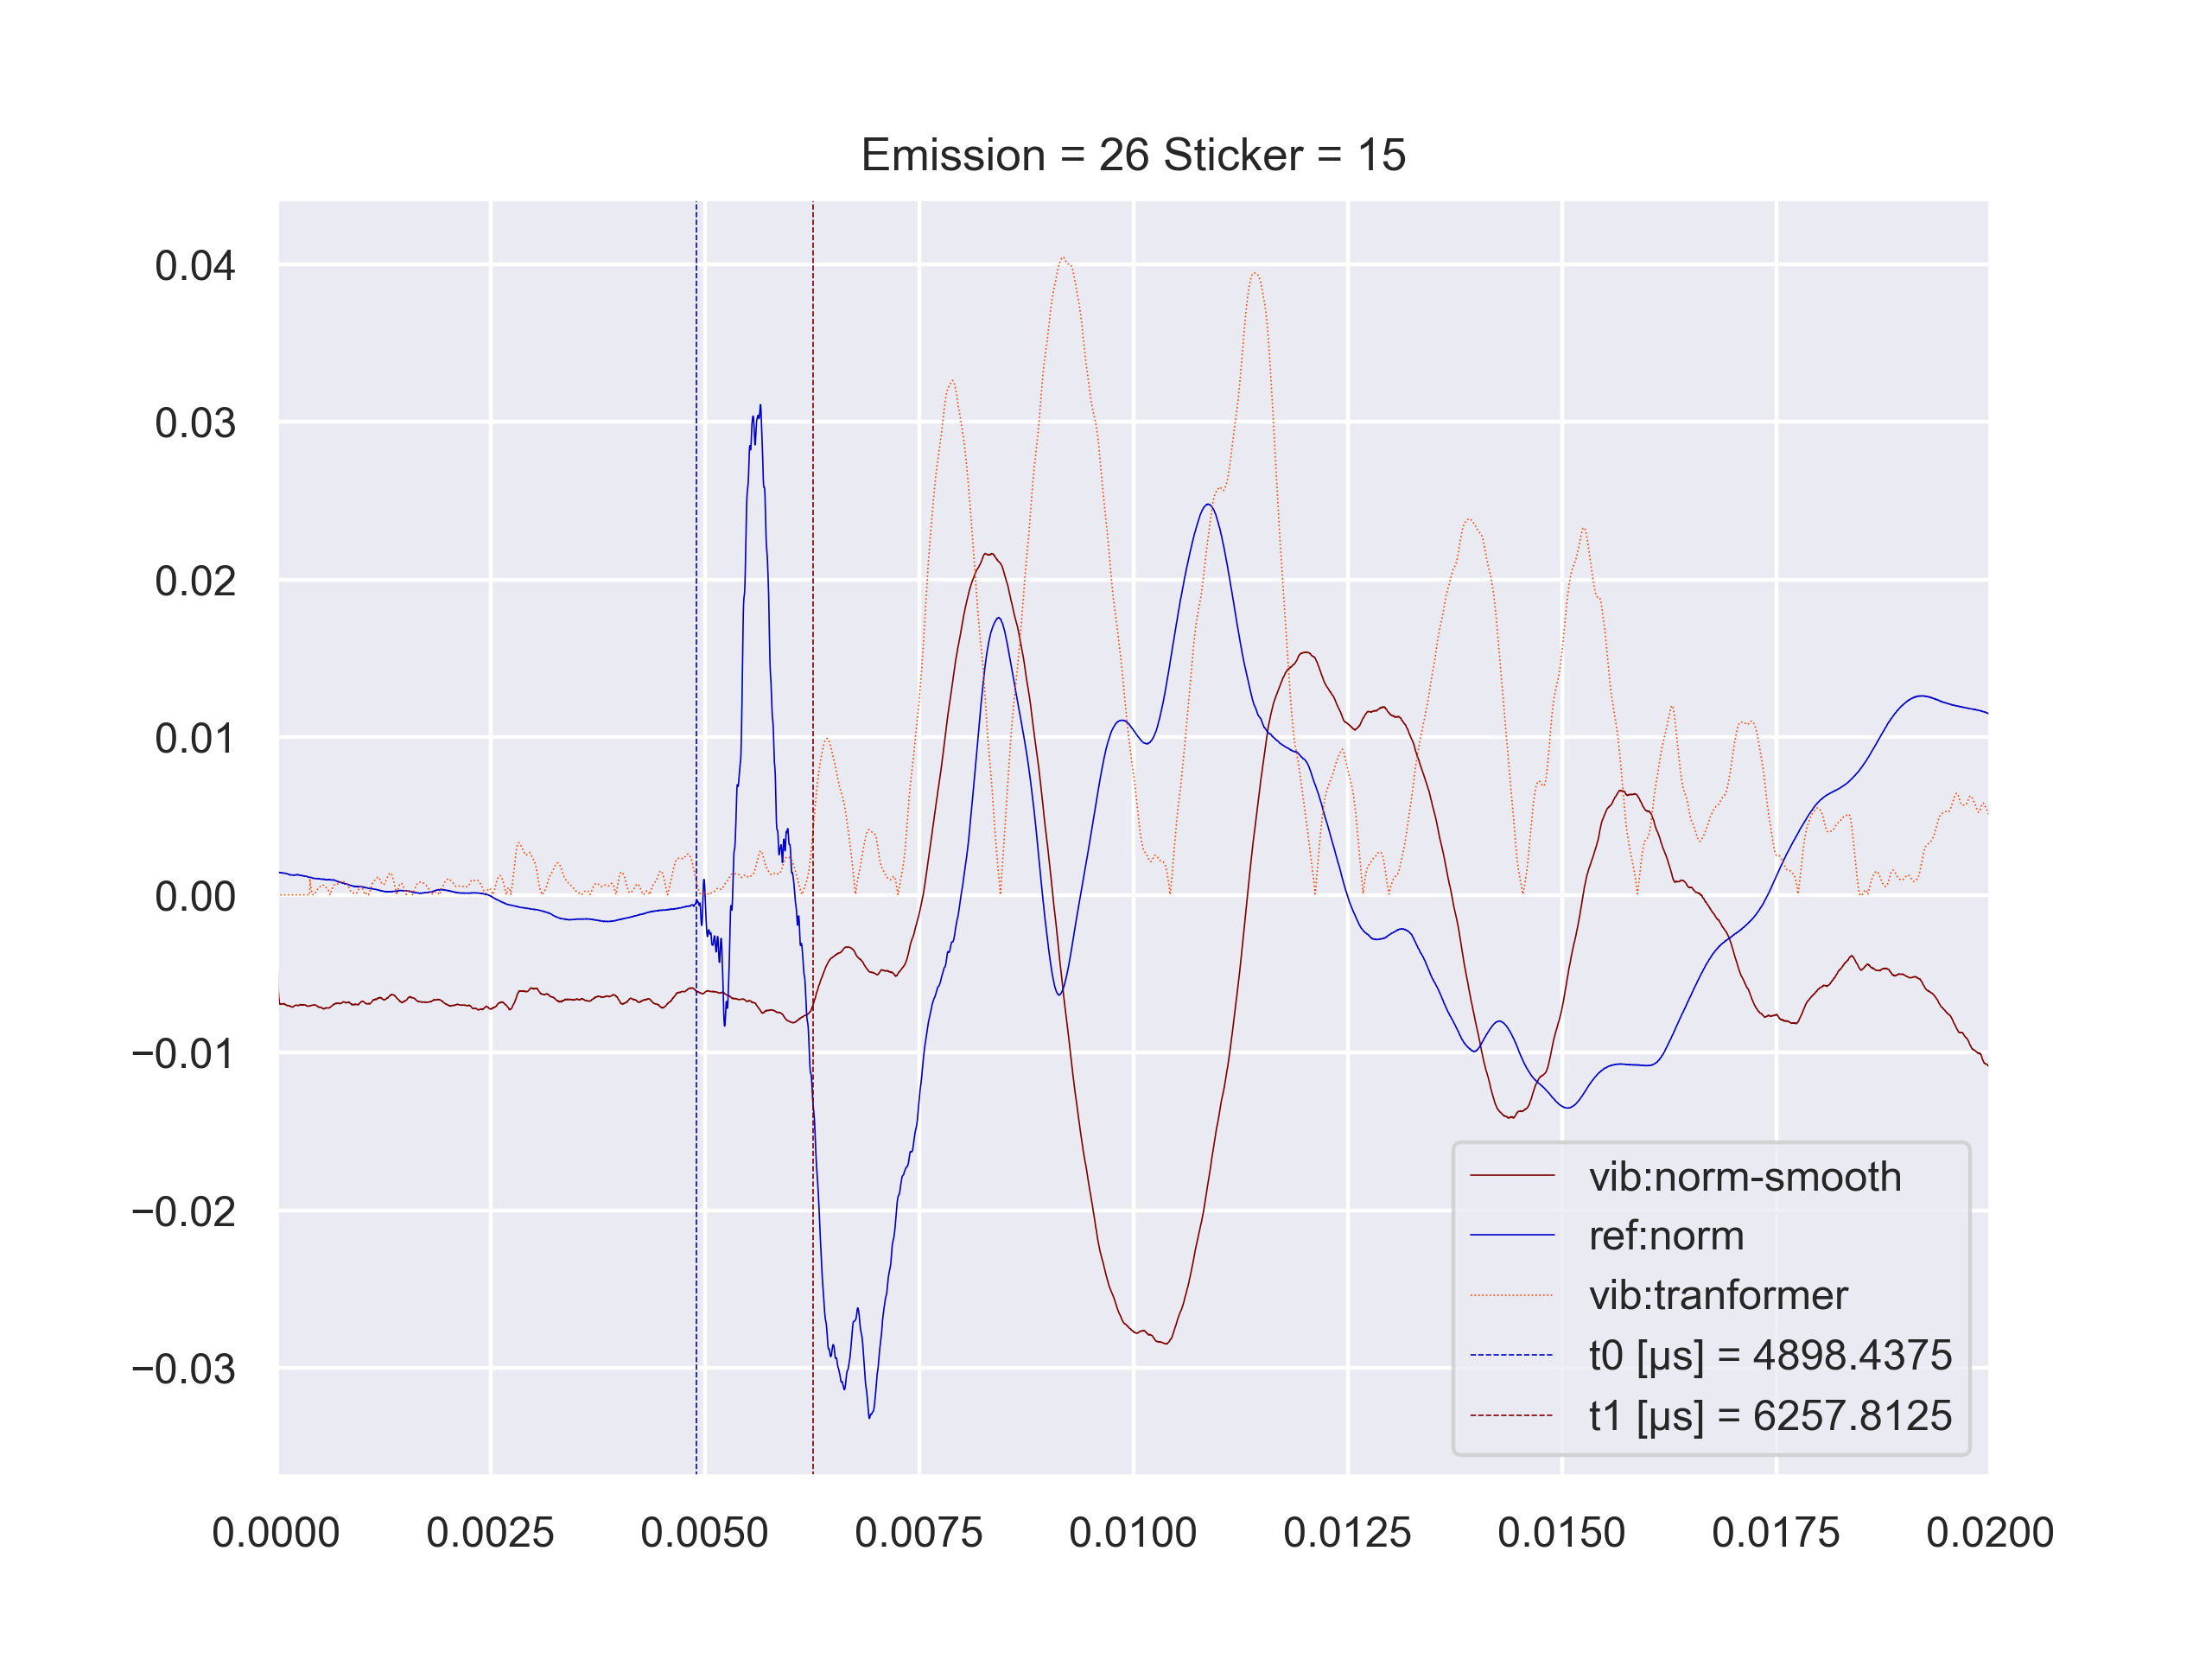 Emission = 26 Sticker = 15
0.04
0.03
0.02
0.01
0.00
−0.01
−0.02
−0.03
vib:norm-smooth
ref:norm
vib:tranformer
t0 [µs] = 4898.4375
t1 [µs] = 6257.8125
0.0000 0.0025 0.0050 0.0075 0.0100 0.0125 0.0150 0.0175 0.0200